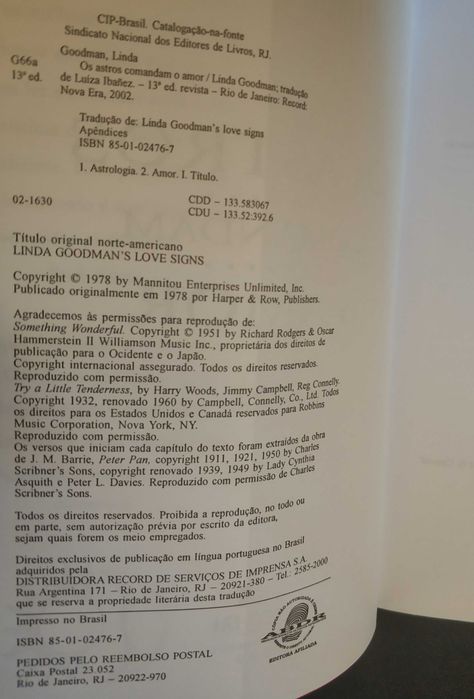 CIP-Brasil. Catalogação-na-fonte
Sindicato Nacional dos Editores de Livros, RJ.
Goodman, Linda
G66a
Os astros comandam o amor / Linda Goodman; tradução
13ª ed.
de Luíza Ibañez. – 13ª ed. revista – Rio de Janeiro: Record:
Nova Era, 2002.
Tradução de: Linda Goodman's love signs
Apêndices
ISBN 85-01-02476-7
1. Astrologia. 2. Amor. I. Título.
02-1630
CDD – 133.583067
CDU – 133.52:392.6
Título original norte-americano
LINDA GOODMAN'S LOVE SIGNS
Copyright © 1978 by Mannitou Enterprises Unlimited, Inc.
Publicado originalmente em 1978 por Harper & Row, Publishers.
Agradecemos às permissões para reprodução de:
Something Wonderful. Copyright © 1951 by Richard Rodgers & Oscar
Hammerstein II Williamson Music Inc., proprietária dos direitos de
publicação para o Ocidente e o Japão.
Copyright internacional assegurado. Todos os direitos reservados.
Reproduzido com permissão.
Try a Little Tenderness, by Harry Woods, Jimmy Campbell, Reg Connelly.
Copyright 1932, renovado 1960 by Campbell, Connelly, Co., Ltd. Todos
os direitos para os Estados Unidos e Canadá reservados para Robbins
Music Corporation, Nova York, NY.
Reproduzido com permissão.
Os versos que iniciam cada capítulo do texto foram extraídos da obra
de J. M. Barrie, Peter Pan, copyright 1911, 1921, 1950 by Charles
Scribner's Sons, copyright renovado 1939, 1949 by Lady Cynthia
Asquith e Peter L. Davies. Reproduzido com permissão de Charles
Scribner's Sons.
Todos os direitos reservados. Proibida a reprodução, no todo ou
em parte, sem autorização prévia por escrito da editora,
sejam quais forem os meio empregados.
Direitos exclusivos de publicação em língua portuguesa no Brasil
adquiridos pela
DISTRIBUIDORA RECORD DE SERVIÇOS DE IMPRENSA S.A.
Rua Argentina 171 – Rio de Janeiro, RJ – 20921-380 – Tel.: 2585-2000
que se reserva a propriedade literária desta tradução
Impresso no Brasil
ISBN 85-01-02476-7
PEDIDOS PELO REEMBOLSO POSTAL
Caixa Postal 23.052
Rio de Janeiro, RJ – 20922-970
ABDR
EDITORA AFILIADA